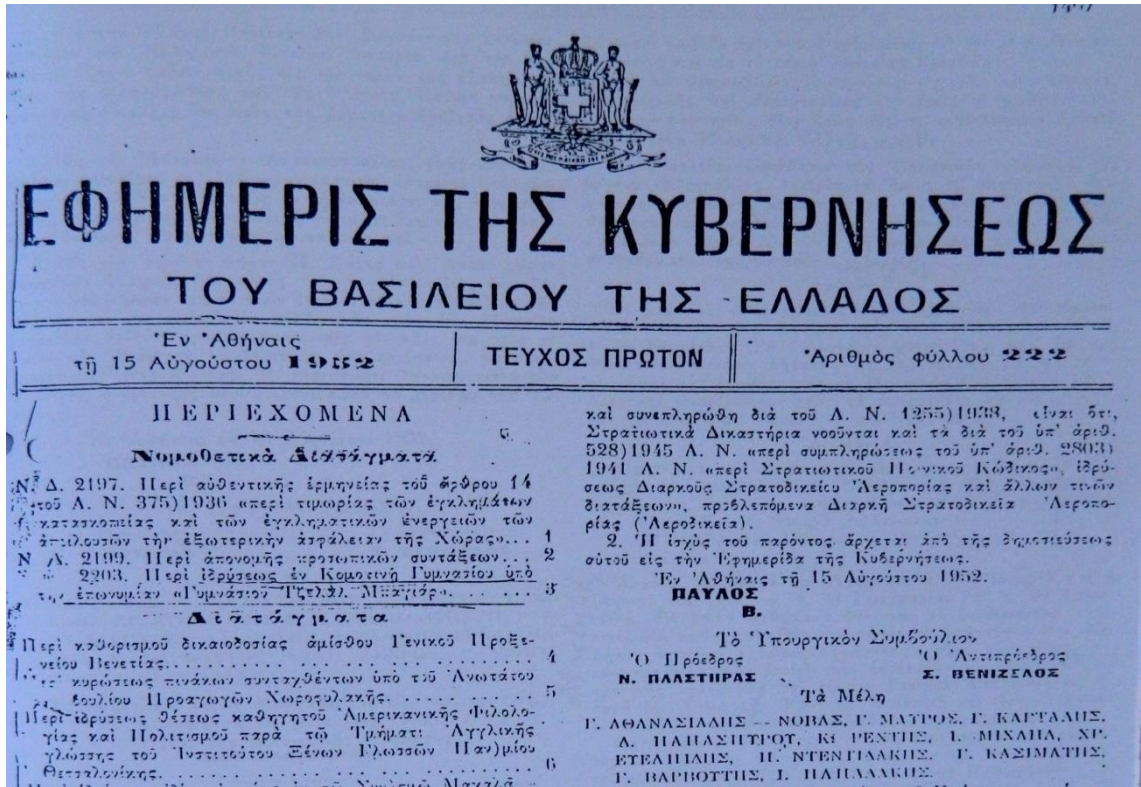 ΕΦΗΜΕΡΙΣ ΤΗΣ ΚΥΒΕΡΝΗΣΕΩΣ
ΤΟΥ ΒΑΣΙΛΕΙΟΥ ΤΗΣ ΕΛΛΑΔΟΣ
Ἐν Ἀθήναις
τῇ 15 Αὐγούστου 1952
ΤΕΥΧΟΣ ΠΡΩΤΟΝ
Ἀριθμὸς φύλλου 222
ΠΕΡΙΕΧΟΜΕΝΑ
Νομοθετικὰ Διατάγματα
Ν. Δ. 2197. Περὶ αὐθεντικῆς ἑρμηνείας τοῦ ἄρθρου 14
τοῦ Α. Ν. 375)1936 «περὶ τιμωρίας τῶν ἐγκλημάτων
κατασκοπείας καὶ τῶν ἐγκληματικῶν ἐνεργειῶν τῶν
ἀπειλουσῶν τὴν ἐξωτερικὴν ἀσφάλειαν τῆς Χώρας»... 1
Ν Δ. 2199. Περὶ ἀπονομῆς προσωπικῶν συντάξεων... 2
2203. Περὶ ἱδρύσεως ἐν Κομοτινῇ Γυμνασίου ὑπὸ
τὴν ἐπωνυμίαν «Γυμνάσιον Τζελὰλ Μπαγιάρ». 3
Διατάγματα
Περὶ καθορισμοῦ δικαιοδοσίας ἀμίσθου Γενικοῦ Προξε-
νείου Βενετίας. 4
κυρώσεως πινάκων συνταχθέντων ὑπὸ τοῦ Ἀνωτάτου
βουλίου Προαγωγῶν Χωροφυλακῆς. 5
Περὶ ἱδρύσεως θέσεως καθηγητοῦ Ἀμερικανικῆς Φιλολο-
γίας καὶ Πολιτισμοῦ παρὰ τῷ Τμήματι Ἀγγλικῆς
γλώσσης τοῦ Ἰνστιτούτου Ξένων Γλωσσῶν Παν)μίου
Θεσσαλονίκης. 6
καὶ συνεπληρώθη διὰ τοῦ Α. Ν. 1255)1938, εἶναι ὅτι,
Στρατιωτικὰ Δικαστήρια νοοῦνται καὶ τὰ διὰ τοῦ ὑπ' ἀριθ.
528)1945 Α. Ν. «περὶ συμπληρώσεως τοῦ ὑπ' ἀριθ. 2803)
1941 Α. Ν. «περὶ Στρατιωτικοῦ Ποινικοῦ Κώδικος», ἱδρύ-
σεως Διαρκοῦς Στρατοδικείου Ἀεροπορίας καὶ ἄλλων τινῶν
διατάξεων», προβλεπόμενα Διαρκῆ Στρατοδικεῖα Ἀεροπο-
ρίας (Ἀεροδικεῖα).
2. Ἡ ἰσχὺς τοῦ παρόντος ἄρχεται ἀπὸ τῆς δημοσιεύσεως
αὐτοῦ εἰς τὴν Ἐφημερίδα τῆς Κυβερνήσεως.
Ἐν Ἀθήναις τῇ 15 Αὐγούστου 1952.
ΠΑΥΛΟΣ
Β.
Τὸ Ὑπουργικὸν Συμβούλιον
Ὁ Πρόεδρος
Ν. ΠΛΑΣΤΗΡΑΣ
Ὁ Ἀντιπρόεδρος
Σ. ΒΕΝΙΖΕΛΟΣ
Τὰ Μέλη
Γ. ΑΘΑΝΑΣΙΑΔΗΣ – ΝΟΒΑΣ, Γ. ΜΑΥΡΟΣ, Γ. ΚΑΡΤΑΛΗΣ,
Λ. ΠΑΠΑΣΠΥΡΟΥ, Κ. ΡΕΝΤΗΣ, Ι. ΜΙΧΑΗΛ, ΧΡ.
ΕΥΕΛΠΙΔΗΣ, Π. ΝΤΕΝΤΙΔΑΚΗΣ, Γ. ΚΑΣΙΜΑΤΗΣ,
Γ. ΒΑΡΒΟΥΤΗΣ,